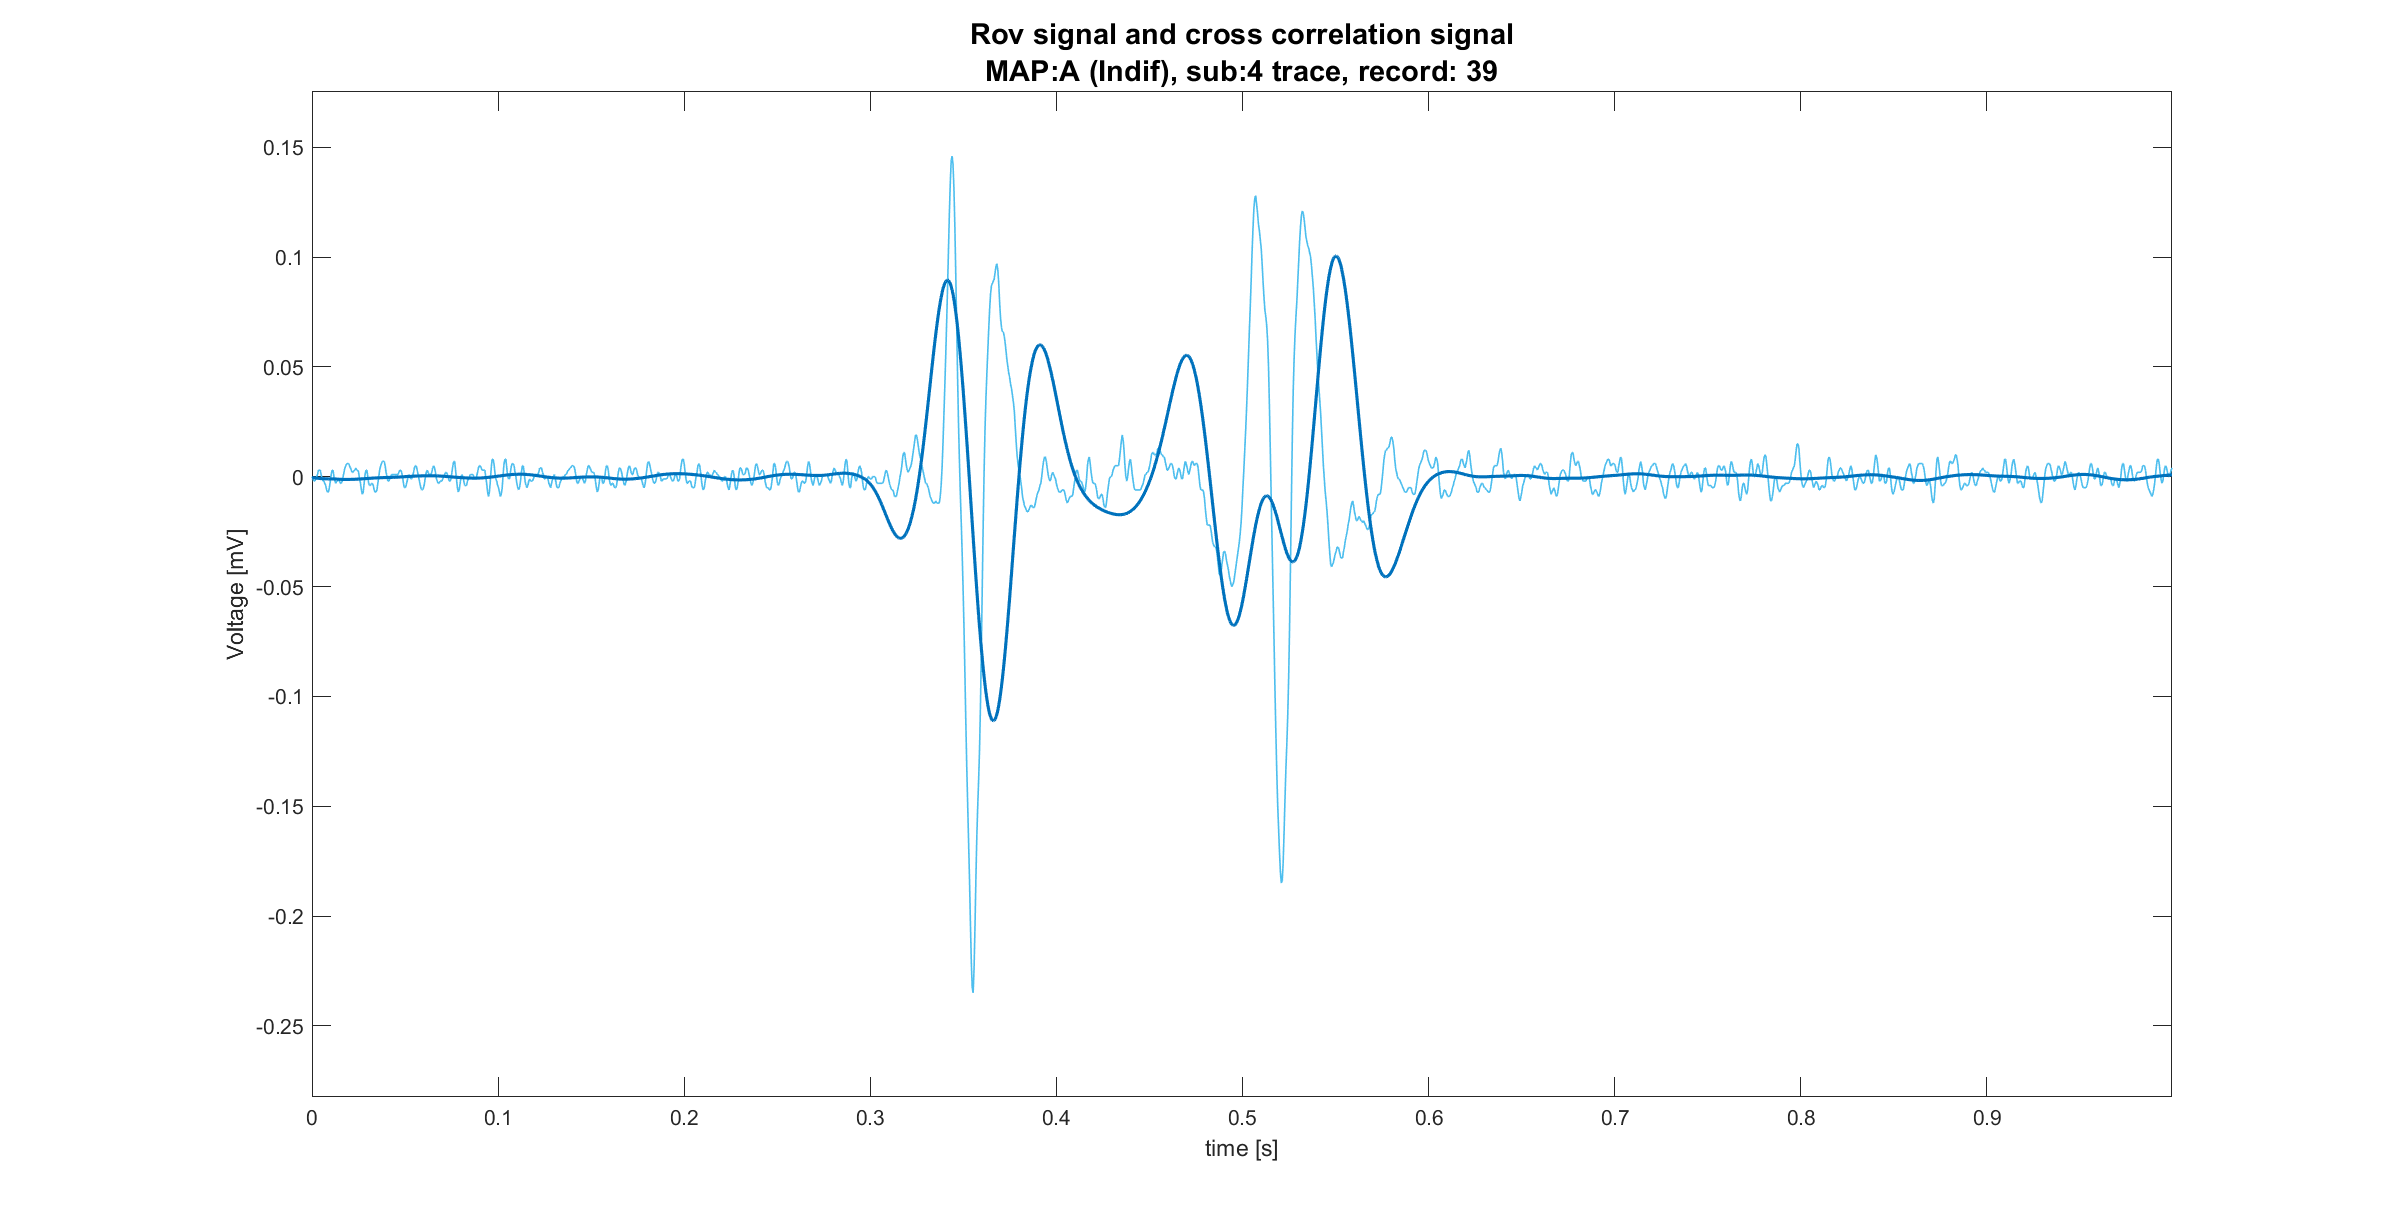 Rov signal and cross correlation signal
MAP:A (Indif), sub:4 trace, record: 39
0.15
0.1
0.05
0
-0.05
-0.1
-0.15
-0.2
-0.25
Voltage [mV]
0 0.1 0.2 0.3 0.4 0.5 0.6 0.7 0.8 0.9
time [s]